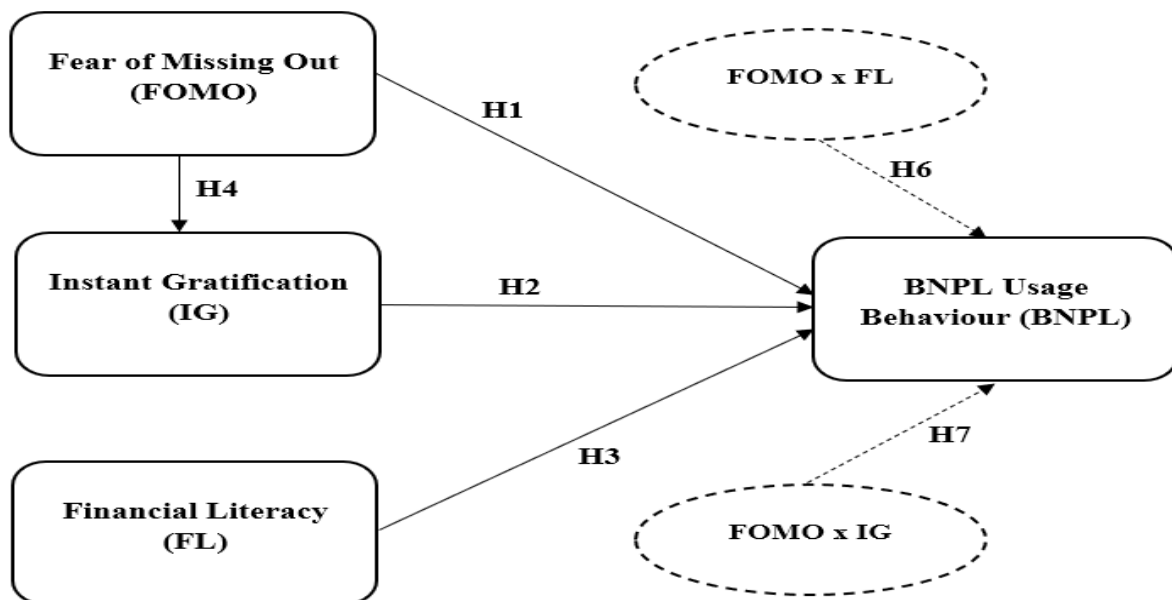 Fear of Missing Out
(FOMO)
FOMO x FL
H1
H6
H4
Instant Gratification
(IG)
H2
BNPL Usage
Behaviour (BNPL)
H3
H7
Financial Literacy
(FL)
FOMO x IG